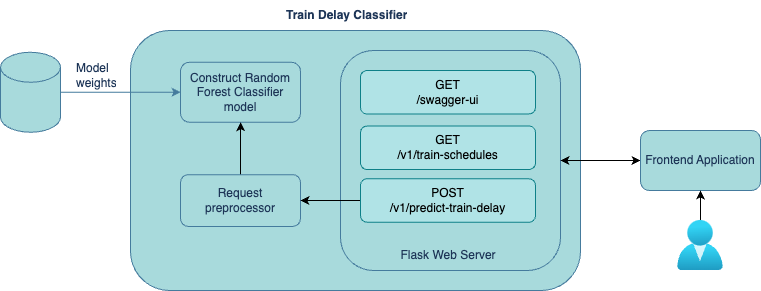 Train Delay Classifier
Model
weights
Construct Random
Forest Classifier
model
Request
preprocessor
GET
/swagger-ui
GET
/v1/train-schedules
POST
/v1/predict-train-delay
Flask Web Server
Frontend Application